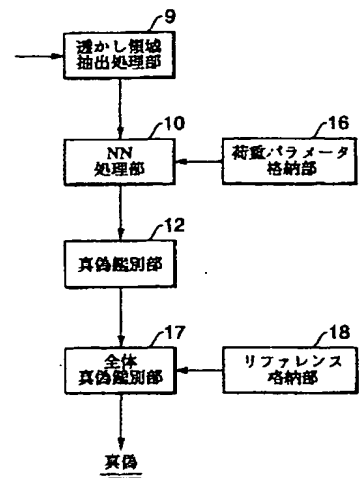 9
透かし領域
抽出処理部
10
NN
処理部
16
荷重パラメータ
格納部
12
真偽鑑別部
17
全体
真偽鑑別部
18
リファレンス
格納部
真偽